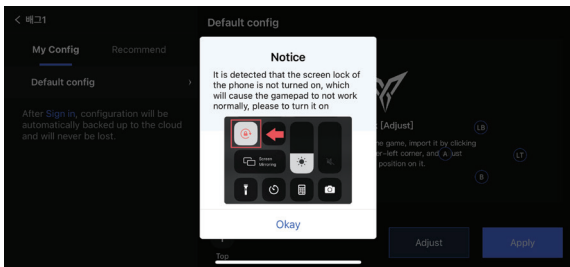 < 배그1
Default config
My Config
Recommend
Default config >
After Sign in, configuration will be
automatically backed up to the cloud
and will never be lost.
Notice
It is detected that the screen lock of
the phone is not turned on, which
will cause the gamepad to not work
normally, please to turn it on
Screen
Mirroring
Okay
[Adjust]
he game, import it by clicking
er-left corner, and A just
position on it.
LB
LT
B
Top
Adjust
Apply